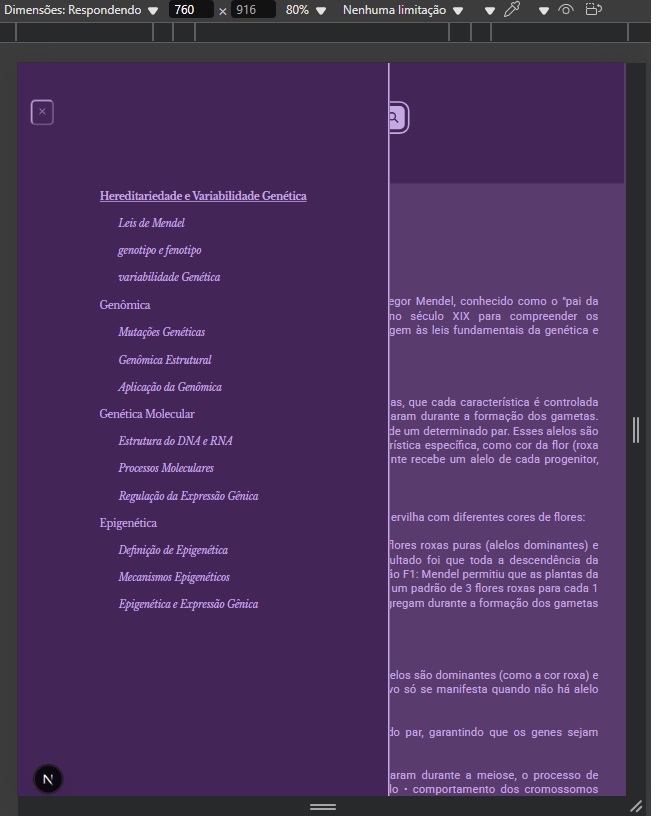 Dimensões: Respondendo 760 × 916 80% Nenhuma limitação
×
Hereditariedade e Variabilidade Genética
Leis de Mendel
genotipo e fenotipo
variabilidade Genética
Genômica
Mutações Genéticas
Genômica Estrutural
Aplicação da Genômica
Genética Molecular
Estrutura do DNA e RNA
Processos Moleculares
Regulação da Expressão Gênica
Epigenética
Definição de Epigenética
Mecanismos Epigenéticos
Epigenética e Expressão Gênica
N
egor Mendel, conhecido como o "pai da
no século XIX para compreender os
gem às leis fundamentais da genética e
as, que cada característica é controlada
aram durante a formação dos gametas.
de um determinado par. Esses alelos são
rística específica, como cor da flor (roxa
nte recebe um alelo de cada progenitor,
ervilha com diferentes cores de flores:
flores roxas puras (alelos dominantes) e
ultado foi que toda a descendência da
ão F1: Mendel permitiu que as plantas da
um padrão de 3 flores roxas para cada 1
gregam durante a formação dos gametas
elos são dominantes (como a cor roxa) e
vo só se manifesta quando não há alelo
do par, garantindo que os genes sejam
aram durante a meiose, o processo de
lo • comportamento dos cromossomos